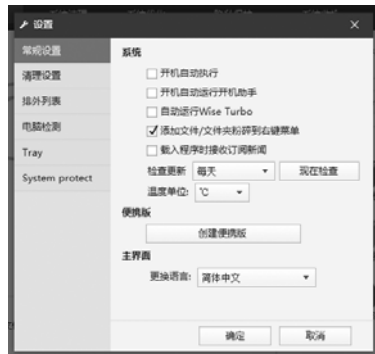 设置
常规设置
清理设置
排外列表
电脑检测
Tray
System protect
系统
开机自动执行
开机自动运行开机助手
自动运行Wise Turbo
添加文件/文件夹粉碎到右键菜单
载入程序时接收订阅新闻
检查更新 每天 现在检查
温度单位: ℃
便携版
创建便携版
主界面
更换语言: 简体中文
确定 取消